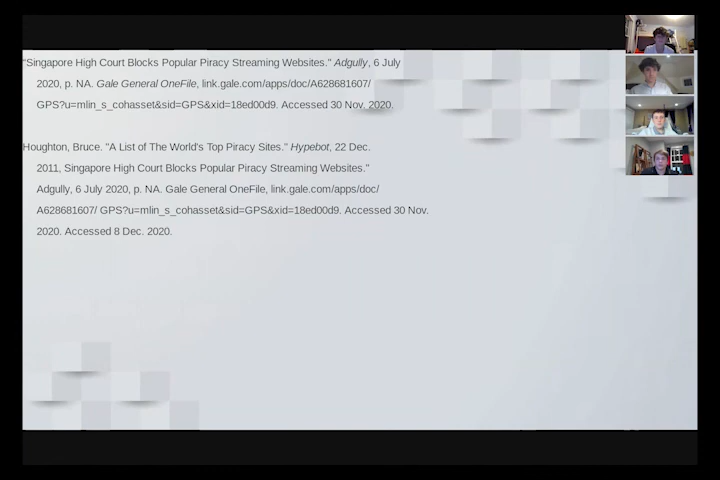 "Singapore High Court Blocks Popular Piracy Streaming Websites." Adgully, 6 July
2020, p. NA. Gale General OneFile, link.gale.com/apps/doc/A628681607/
GPS?u=mlin_s_cohasset&sid=GPS&xid=18ed00d9. Accessed 30 Nov. 2020.
Houghton, Bruce. "A List of The World's Top Piracy Sites." Hypebot, 22 Dec.
2011, Singapore High Court Blocks Popular Piracy Streaming Websites."
Adgully, 6 July 2020, p. NA. Gale General OneFile, link.gale.com/apps/doc/
A628681607/ GPS?u=mlin_s_cohasset&sid=GPS&xid=18ed00d9. Accessed 30 Nov.
2020. Accessed 8 Dec. 2020.